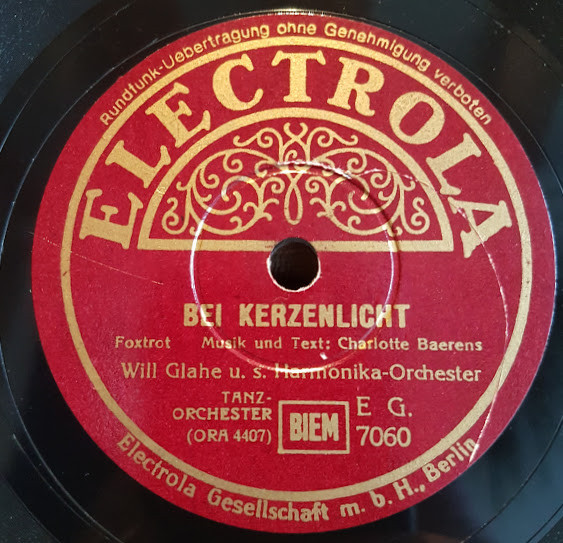 Rundfunk-Uebertragung ohne Genehmigung verboten
ELECTROLA
BEI KERZENLICHT
Foxtrot Musik und Text: Charlotte Baerens
Will Glahe u. s. Harmonika-Orchester
TANZ-
ORCHESTER
(ORA 4407)
BIEM
E G.
7060
Electrola Gesellschaft m. b. H., Berlin